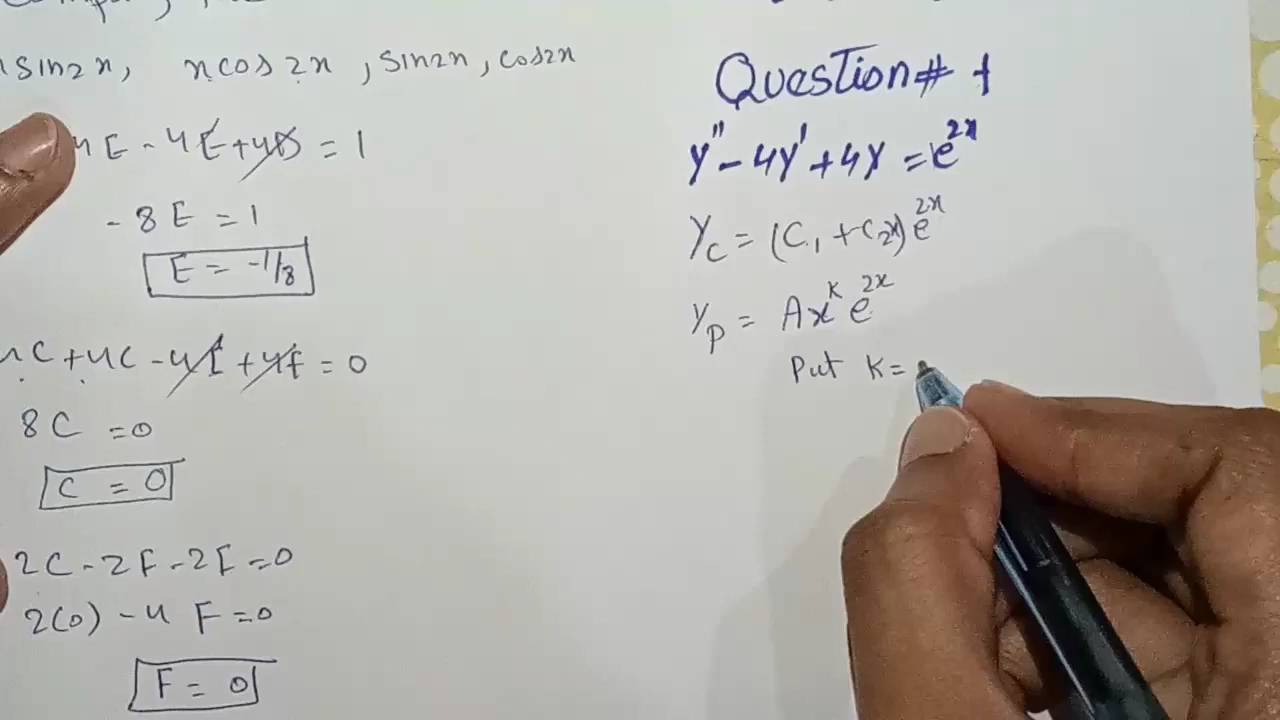 sin2x, xcos2x, sin2x, cos2x
E - 4E + 4B = 1
- 8E = 1
E = -1/8
C + 4C - 4E + 4E = 0
8C = 0
C = 0
2C - 2F - 2F = 0
2(0) - 4F = 0
F = 0
Question# 1
y'' - 4y' + 4y = e^2x
yc = (C1 + C2x) e^2x
yp = Ax^k e^2x
Put K =